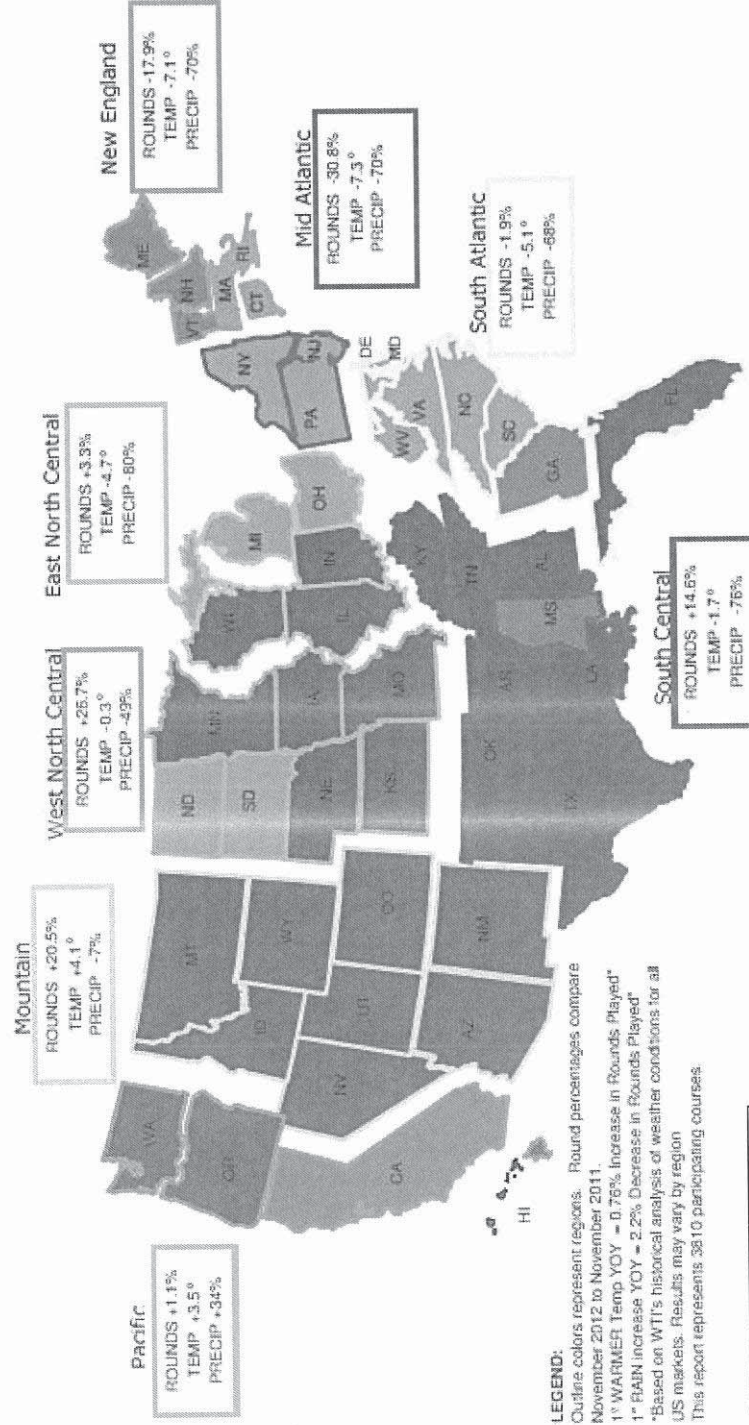 Pacific
ROUNDS +1.1%
TEMP +3.5°
PRECIP +34%
Mountain
ROUNDS +20.5%
TEMP +4.1°
PRECIP -7%
West North Central
ROUNDS +26.7%
TEMP -0.3°
PRECIP -49%
East North Central
ROUNDS +3.3%
TEMP -4.7°
PRECIP -80%
New England
ROUNDS -17.9%
TEMP -7.1°
PRECIP -70%
Mid Atlantic
ROUNDS -30.8%
TEMP -7.3°
PRECIP -70%
South Atlantic
ROUNDS -1.9%
TEMP -5.1°
PRECIP -68%
South Central
ROUNDS +14.6%
TEMP -1.7°
PRECIP -76%
WA
OR
CA
HI
NV
ID
MT
WY
UT
CO
AZ
NM
ND
SD
NE
KS
MN
IA
MO
WI
IL
IN
MI
OH
KY
TN
OK
AR
TX
LA
MS
AL
GA
FL
SC
NC
VA
WV
DE
MD
PA
NJ
NY
VT
NH
ME
MA
RI
CT
LEGEND:
Outline colors represent regions. Round percentages compare
November 2012 to November 2011.
1° WARMER Temp YOY = 0.76% Increase in Rounds Played*
1" RAIN increase YOY = 2.2% Decrease in Rounds Played*
*Based on WTI's historical analysis of weather conditions for all
US markets. Results may vary by region
This report represents 3810 participating courses